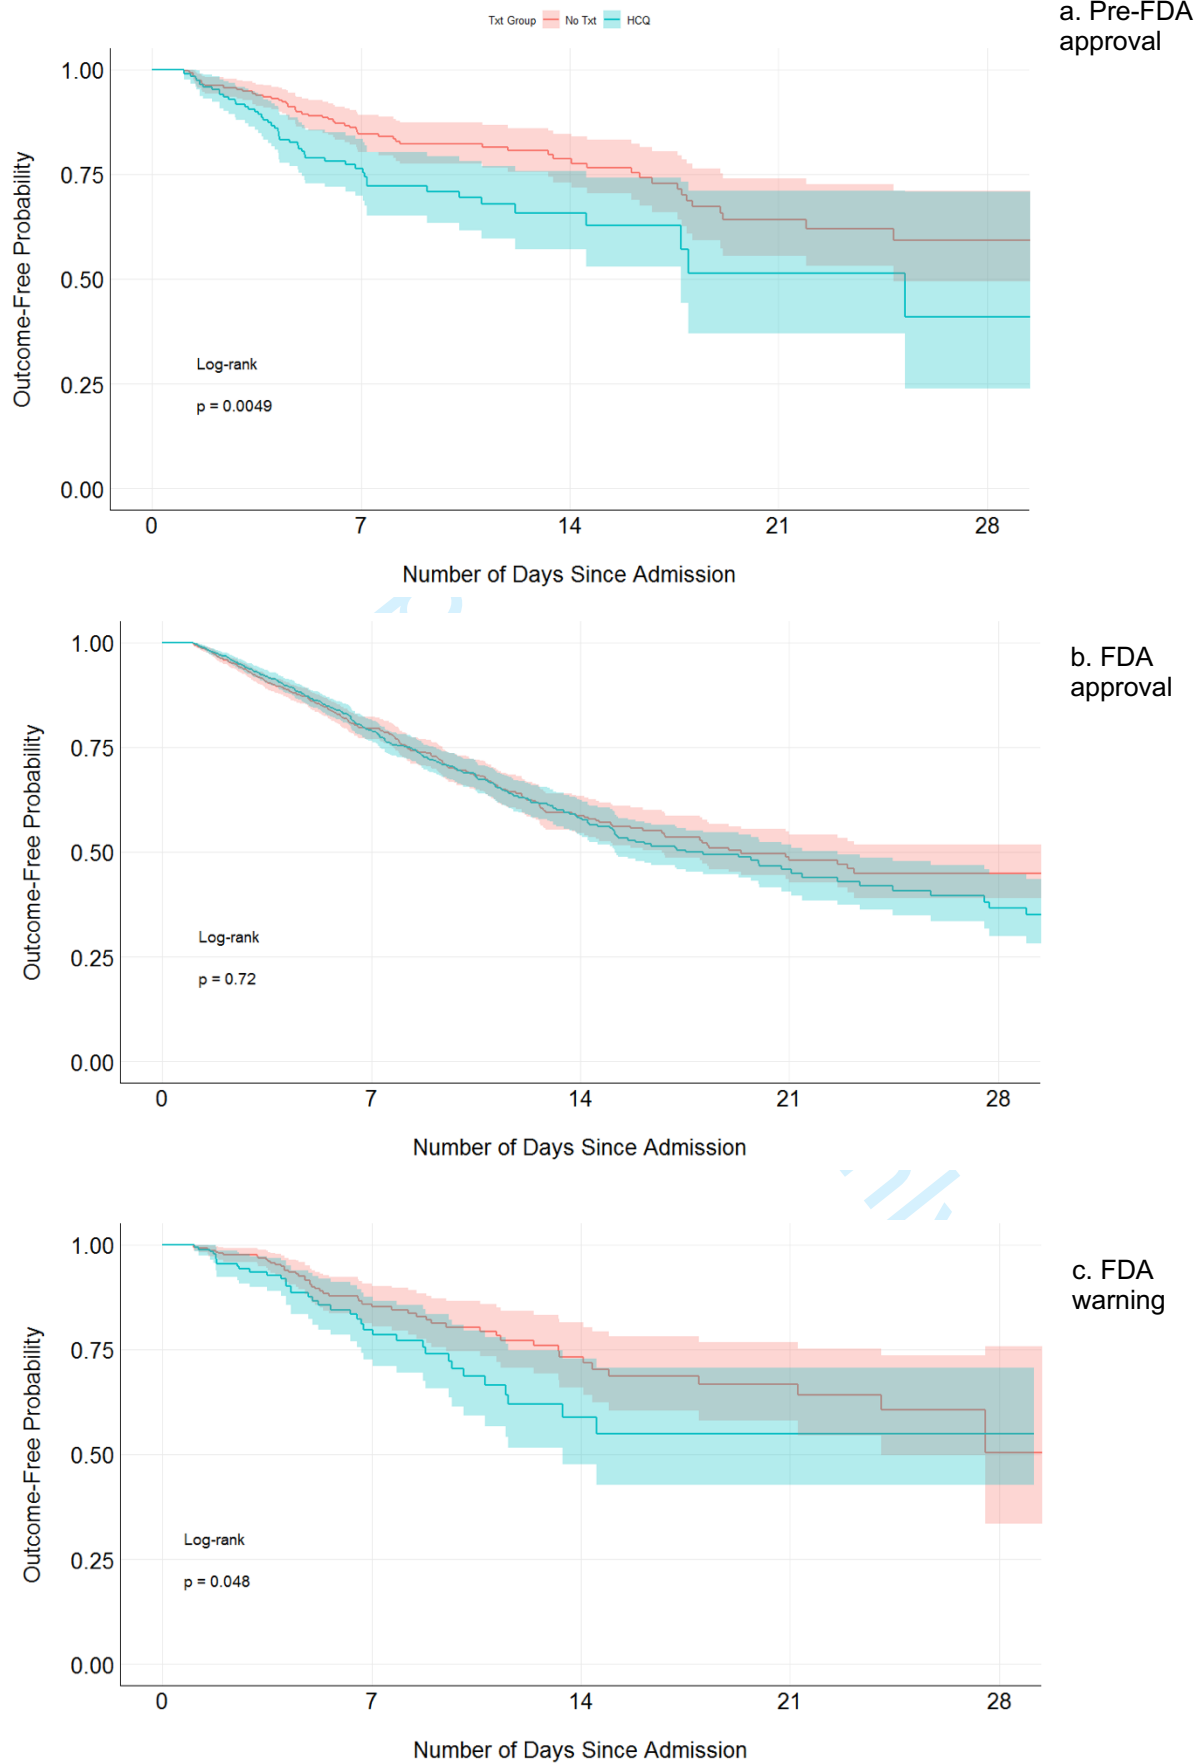 Txt Group No Txt HCQ
a. Pre-FDA
approval
Outcome-Free Probability
1.00
0.75
0.50
0.25
0.00
Log-rank
p = 0.0049
0 7 14 21 28
Number of Days Since Admission
b. FDA
approval
Outcome-Free Probability
1.00
0.75
0.50
0.25
0.00
Log-rank
p = 0.72
0 7 14 21 28
Number of Days Since Admission
c. FDA
warning
Outcome-Free Probability
1.00
0.75
0.50
0.25
0.00
Log-rank
p = 0.048
0 7 14 21 28
Number of Days Since Admission